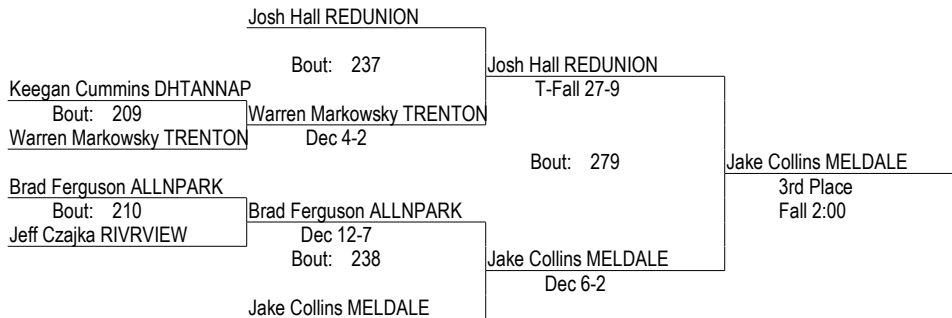 Josh Hall REDUNION
Bout: 237
Josh Hall REDUNION
Keegan Cummins DHTANNAP
T-Fall 27-9
Bout: 209
Warren Markowsky TRENTON
Warren Markowsky TRENTON
Dec 4-2
Bout: 279
Jake Collins MELDALE
Brad Ferguson ALLNPARK
3rd Place
Bout: 210
Brad Ferguson ALLNPARK
Fall 2:00
Jeff Czajka RIVRVIEW
Dec 12-7
Bout: 238
Jake Collins MELDALE
Dec 6-2
Jake Collins MELDALE